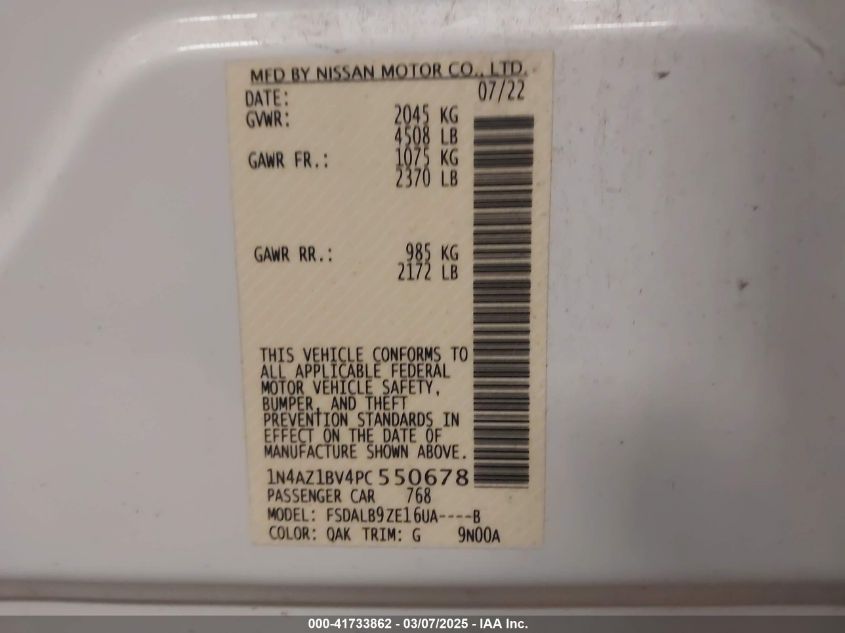 MFD BY NISSAN MOTOR CO., LTD.
DATE: 07/22
GVWR: 2045 KG
4508 LB
GAWR FR.: 1075 KG
2370 LB
GAWR RR.: 985 KG
2172 LB
THIS VEHICLE CONFORMS TO
ALL APPLICABLE FEDERAL
MOTOR VEHICLE SAFETY,
BUMPER, AND THEFT
PREVENTION STANDARDS IN
EFFECT ON THE DATE OF
MANUFACTURE SHOWN ABOVE.
1N4AZ1BV4PC550678
PASSENGER CAR 768
MODEL: FSDALB9ZE16UA----B
COLOR: QAK TRIM: G 9N00A
000-41733862 - 03/07/2025 - IAA Inc.